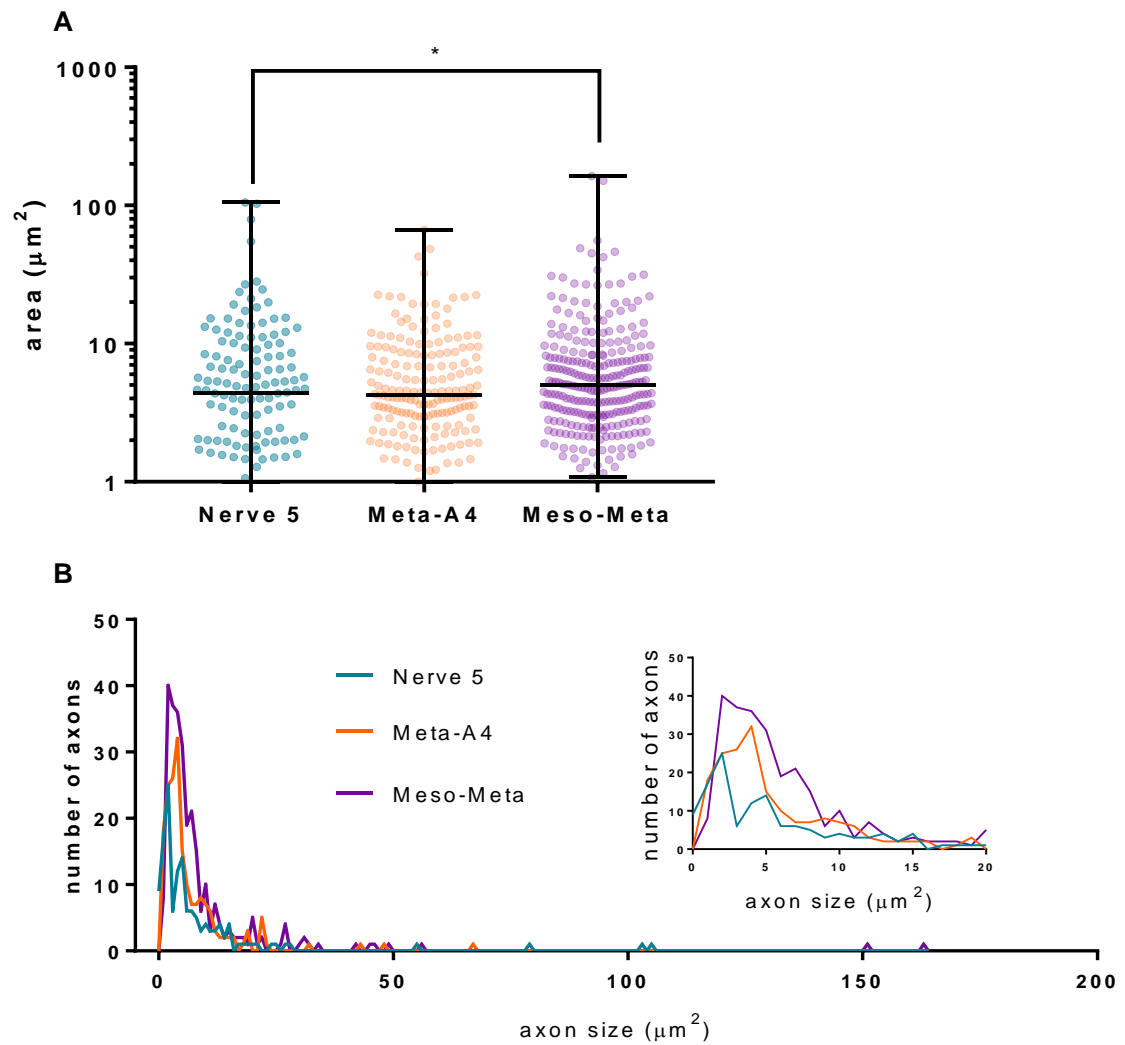 A
*
1000
100
10
1
area (μm²)
Nerve 5 Meta-A4 Meso-Meta
B
50
40
30
20
10
0
number of axons
Nerve 5
Meta-A4
Meso-Meta
0 50 100 150 200
axon size (μm²)
50
40
30
20
10
0
number of axons
0 5 10 15 20
axon size (μm²)